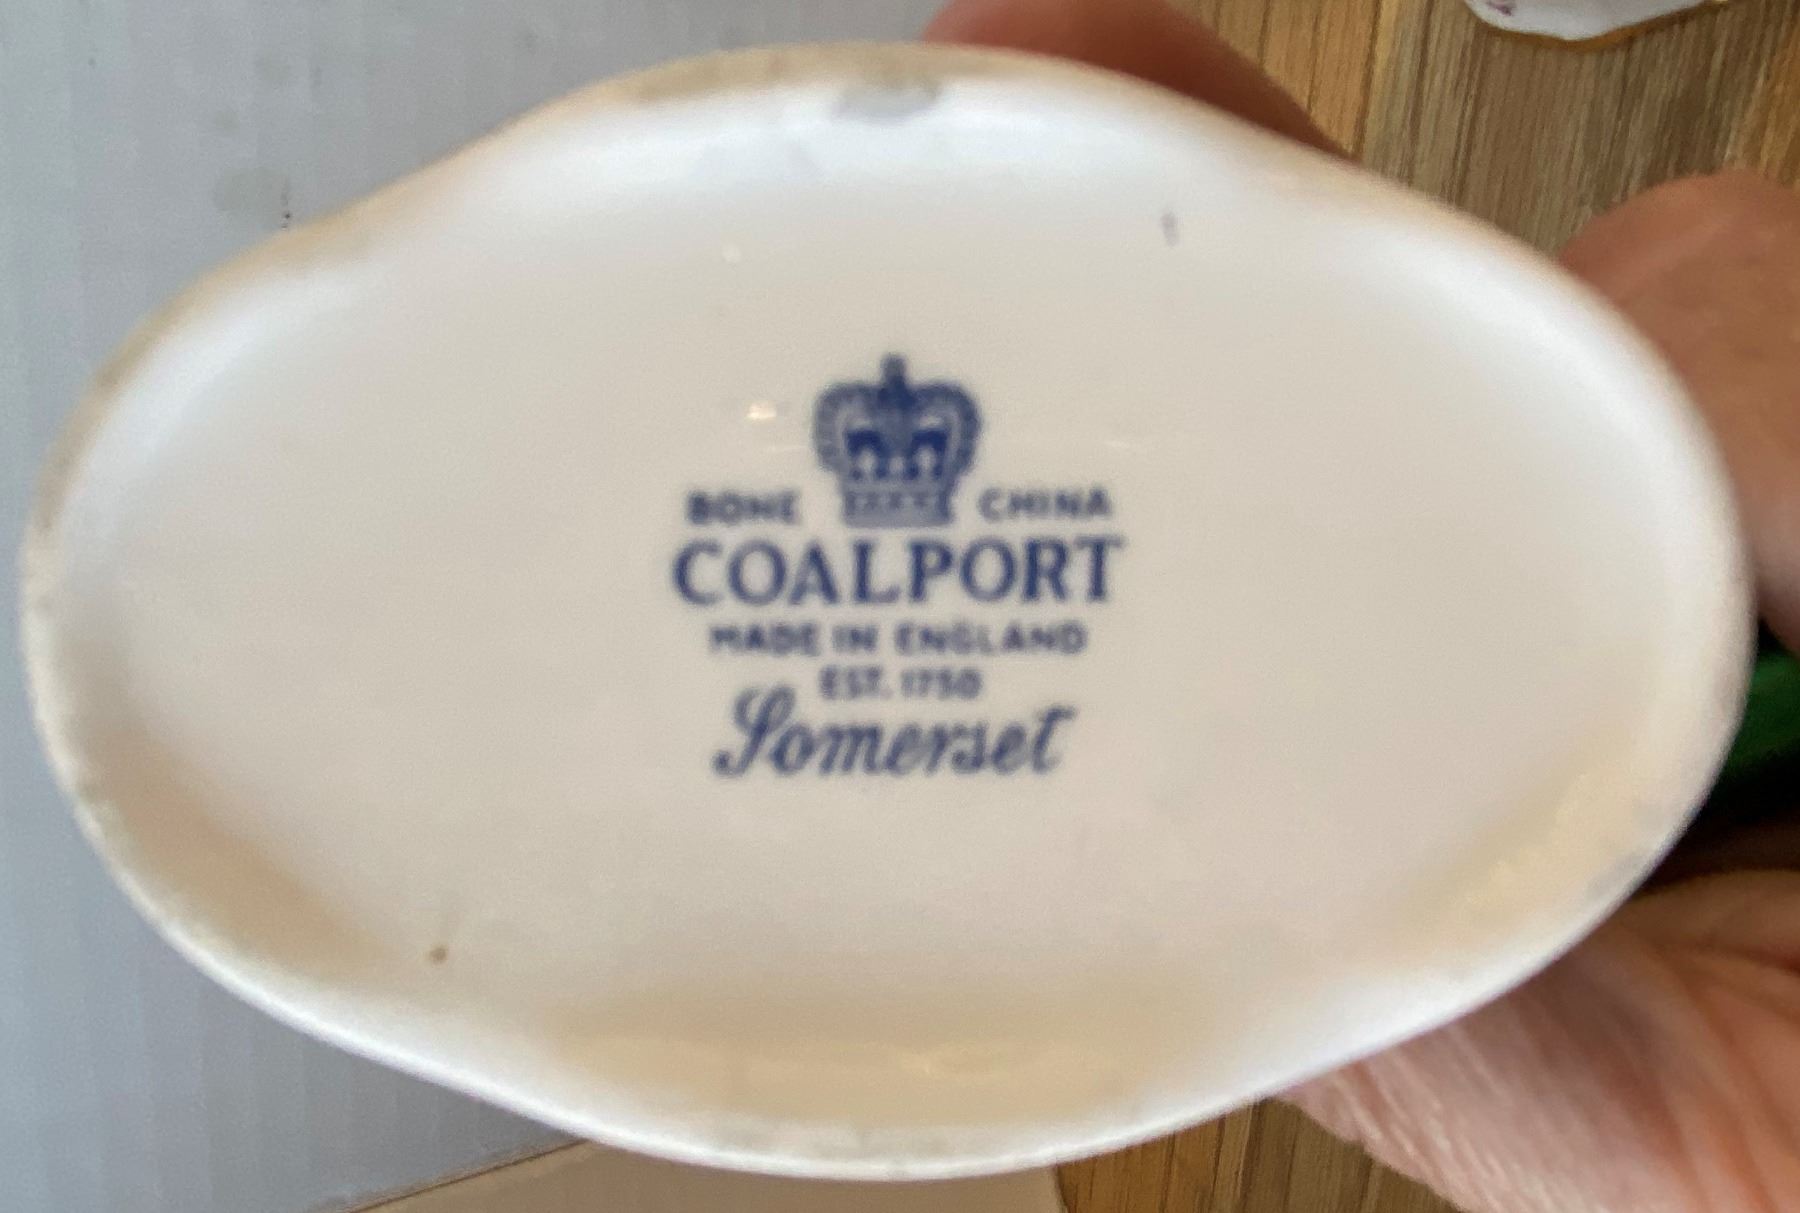 BONE CHINA
COALPORT
MADE IN ENGLAND
EST. 1750
Somerset